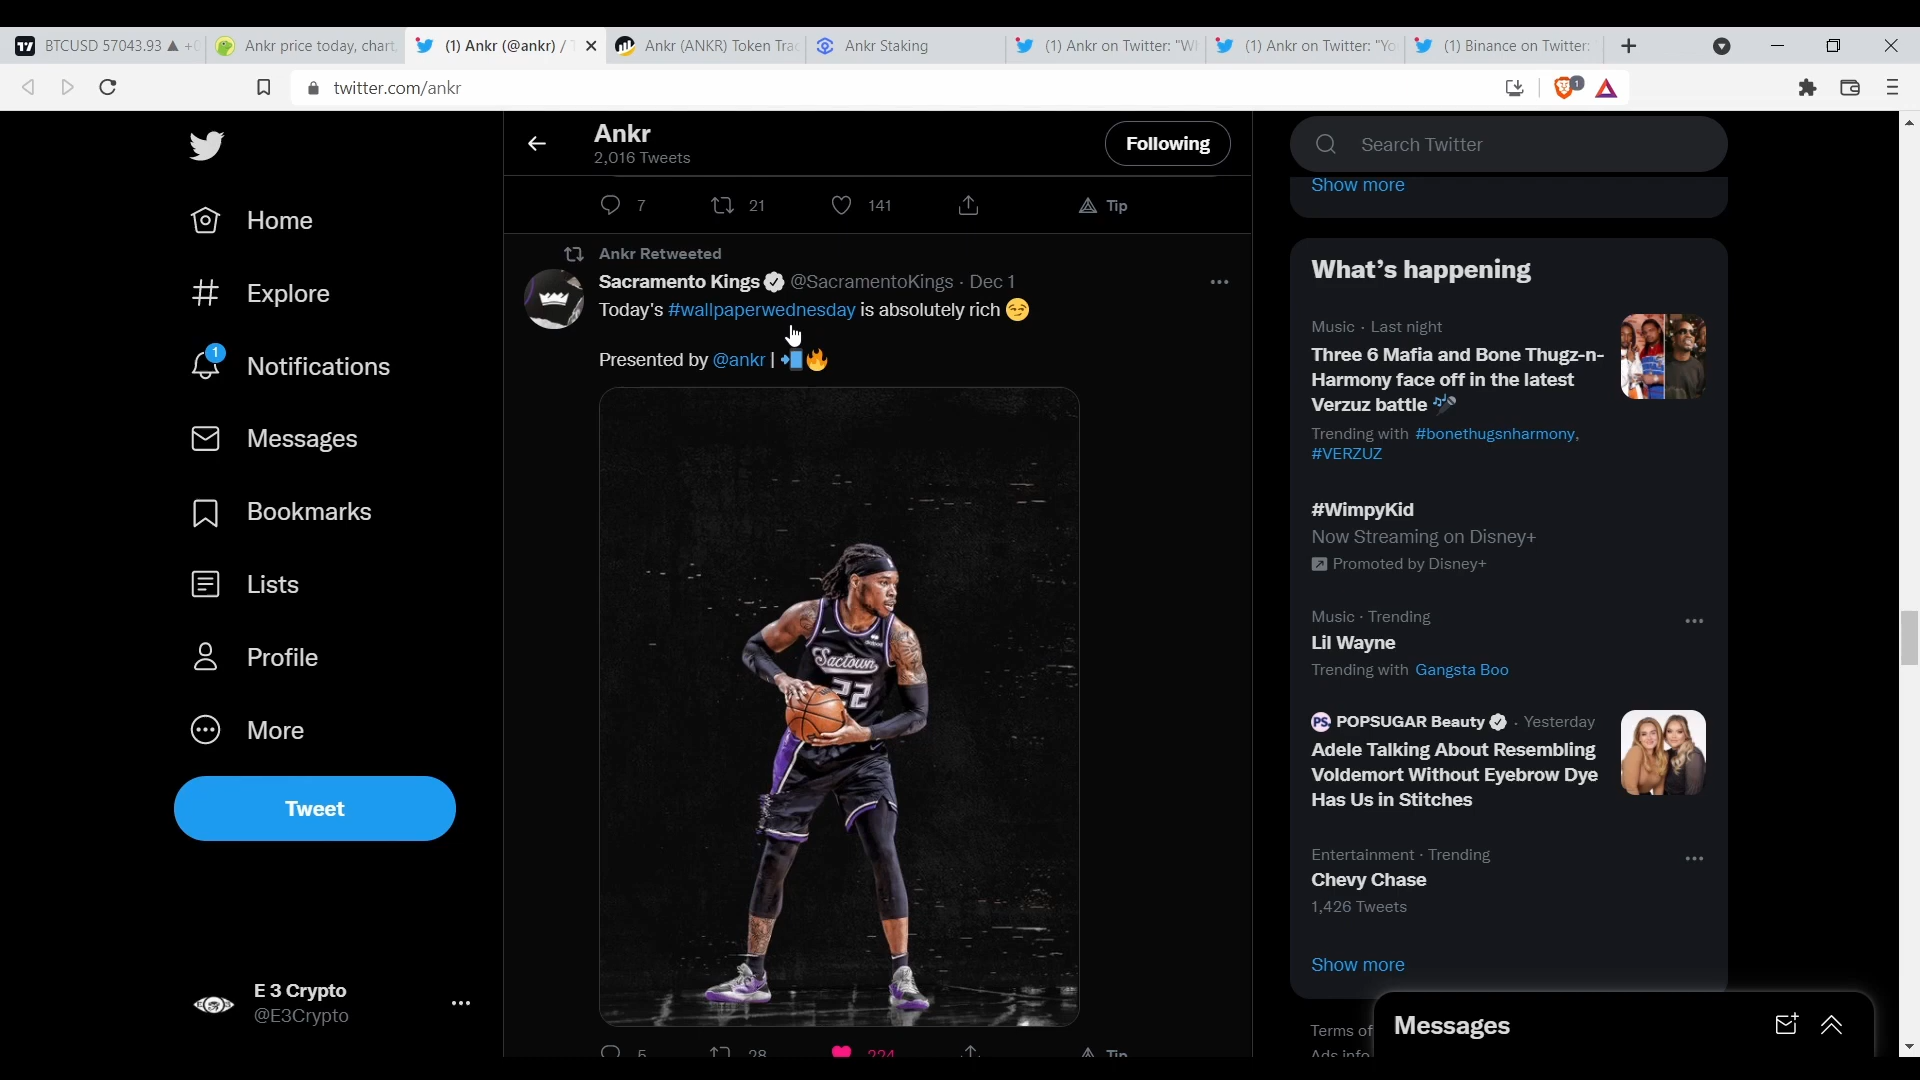 BTCUSD 57043.93 ▲ +0
Ankr price today, chart,
(1) Ankr (@ankr) /
Ankr (ANKR) Token Trac
Ankr Staking
(1) Ankr on Twitter: "W
(1) Ankr on Twitter: "Yo
(1) Binance on Twitter:
twitter.com/ankr
1
Home
Explore
1
Notifications
Messages
Bookmarks
Lists
Profile
More
Tweet
E 3 Crypto
@E3Crypto
Ankr
2,016 Tweets
Following
7 21 141 Tip
Ankr Retweeted
Sacramento Kings @SacramentoKings · Dec 1
Today's #wallpaperwednesday is absolutely rich 😏
Presented by @ankr | 📲🔥
Sactown
22
5 28 224 Tip
Search Twitter
Show more
What's happening
Music · Last night
Three 6 Mafia and Bone Thugz-n-
Harmony face off in the latest
Verzuz battle 🎶🎤
Trending with #bonethugsnharmony,
#VERZUZ
#WimpyKid
Now Streaming on Disney+
Promoted by Disney+
Music · Trending
Lil Wayne
Trending with Gangsta Boo
PS. POPSUGAR Beauty · Yesterday
Adele Talking About Resembling
Voldemort Without Eyebrow Dye
Has Us in Stitches
Entertainment · Trending
Chevy Chase
1,426 Tweets
Show more
Terms of
Ads info
Messages